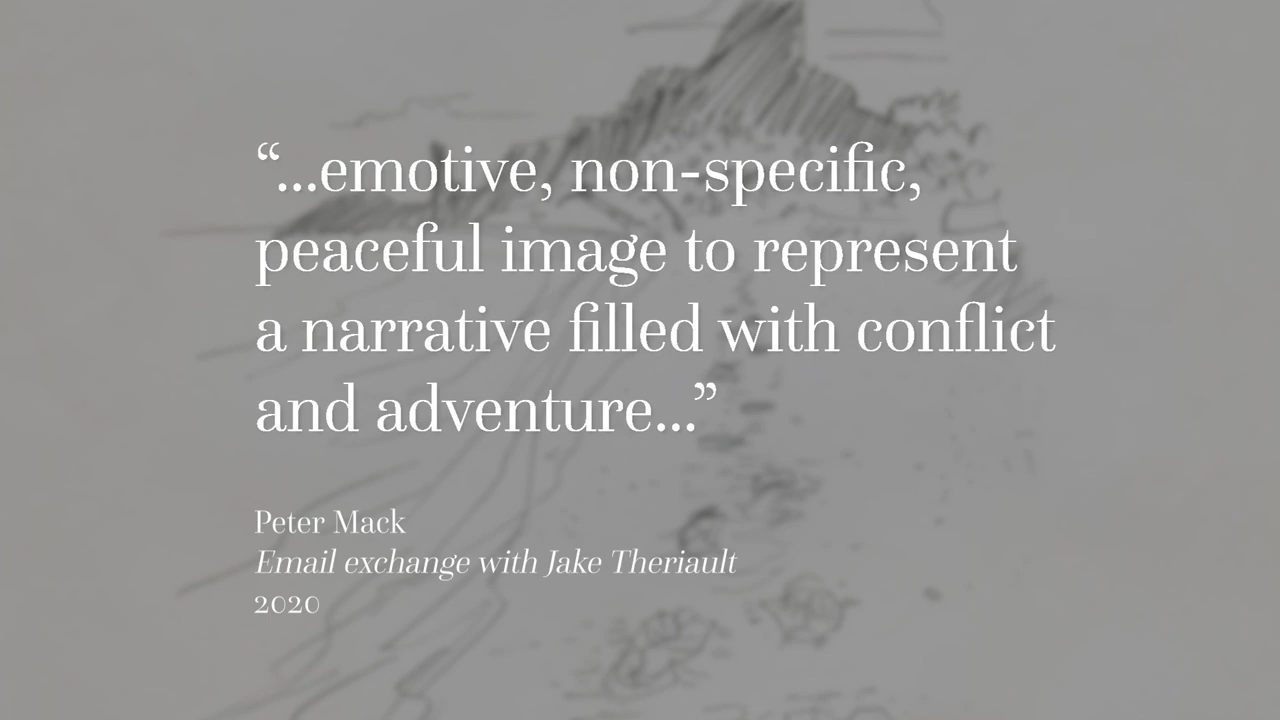 “...emotive, non-specific,
peaceful image to represent
a narrative filled with conflict
and adventure...”
Peter Mack
Email exchange with Jake Theriault
2020